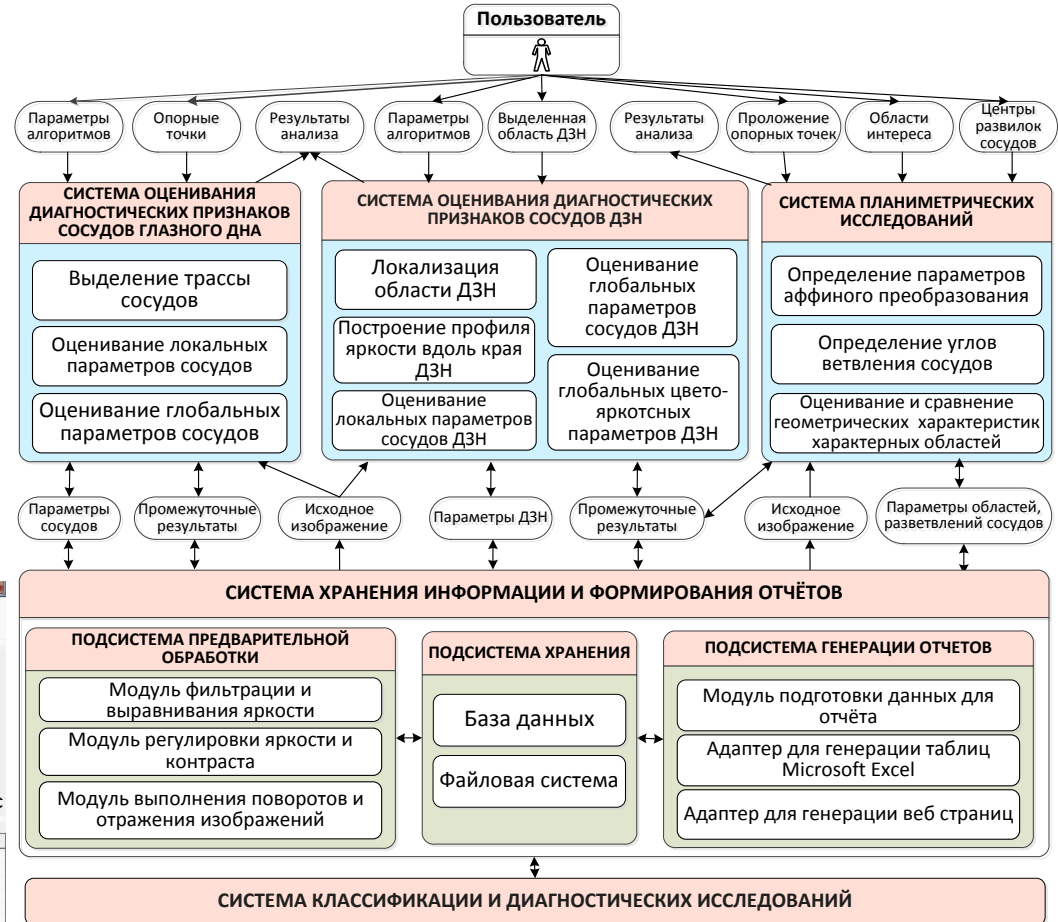 Пользователь
Параметры
алгоритмов
Опорные
точки
Результаты
анализа
Параметры
алгоритмов
Выделенная
область ДЗН
Результаты
анализа
Проложение
опорных точек
Области
интереса
Центры
развилок
сосудов
СИСТЕМА ОЦЕНИВАНИЯ
ДИАГНОСТИЧЕСКИХ ПРИЗНАКОВ
СОСУДОВ ГЛАЗНОГО ДНА
Выделение трассы
сосудов
Оценивание локальных
параметров сосудов
Оценивание глобальных
параметров сосудов
СИСТЕМА ОЦЕНИВАНИЯ ДИАГНОСТИЧЕСКИХ
ПРИЗНАКОВ СОСУДОВ ДЗН
Локализация
области ДЗН
Построение профиля
яркости вдоль края
ДЗН
Оценивание
локальных параметров
сосудов ДЗН
Оценивание
глобальных
параметров
сосудов ДЗН
Оценивание
глобальных цвето-
яркотсных
параметров ДЗН
СИСТЕМА ПЛАНИМЕТРИЧЕСКИХ
ИССЛЕДОВАНИЙ
Определение параметров
аффиного преобразования
Определение углов
ветвления сосудов
Оценивание и сравнение
геометрических характеристик
характерных областей
Параметры
сосудов
Промежуточные
результаты
Исходное
изображение
Параметры ДЗН
Промежуточные
результаты
Исходное
изображение
Параметры областей,
разветвлений сосудов
СИСТЕМА ХРАНЕНИЯ ИНФОРМАЦИИ И ФОРМИРОВАНИЯ ОТЧЁТОВ
ПОДСИСТЕМА ПРЕДВАРИТЕЛЬНОЙ
ОБРАБОТКИ
Модуль фильтрации и
выравнивания яркости
Модуль регулировки яркости и
контраста
Модуль выполнения поворотов и
отражения изображений
ПОДСИСТЕМА ХРАНЕНИЯ
База данных
Файловая система
ПОДСИСТЕМА ГЕНЕРАЦИИ ОТЧЕТОВ
Модуль подготовки данных для
отчёта
Адаптер для генерации таблиц
Microsoft Excel
Адаптер для генерации веб страниц
СИСТЕМА КЛАССИФИКАЦИИ И ДИАГНОСТИЧЕСКИХ ИССЛЕДОВАНИЙ